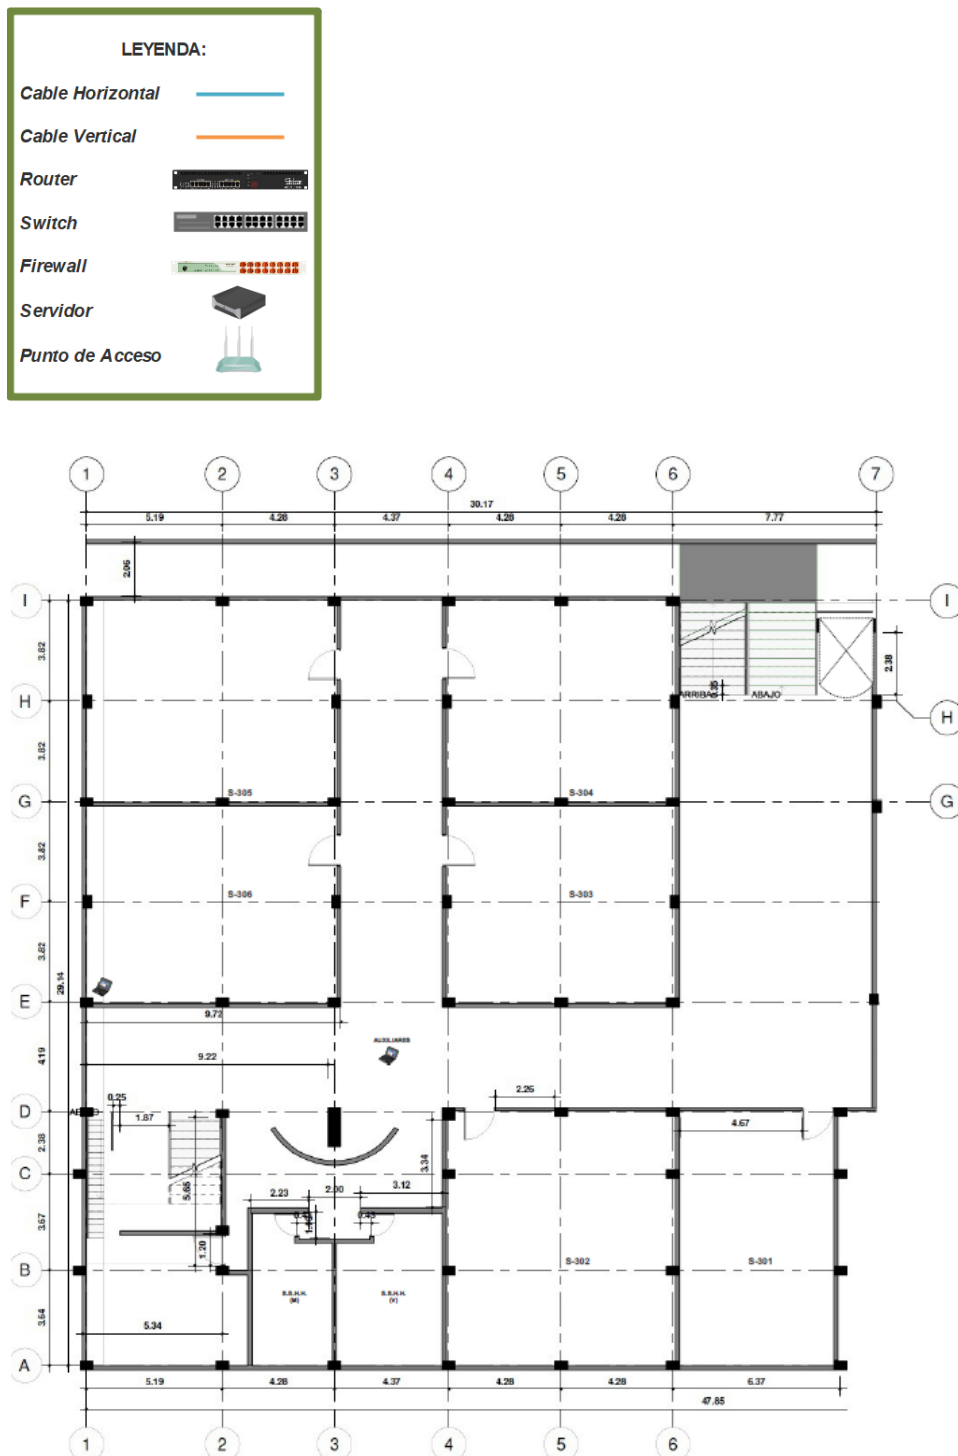 LEYENDA:
Cable Horizontal
Cable Vertical
Router
Switch
Firewall
Servidor
Punto de Acceso
1 2 3 4 5 6 7
30.17
5.19 4.28 4.37 4.28 4.28 7.77
2.06
I I
3.82
2.38
ARRIBA ABAJO
H H
3.82
S-305 S-304
G G
3.82
S-306 S-303
F
3.82
29.14
E
9.72
AUXILIARES
4.19
9.22
2.26
0.25
D
1.87
4.67
2.38
3.34
C
5.65
2.23 2.00 3.12
3.67
1.20
B
S-302 S-301
S.S.H.H. S.S.H.H.
(M) (V)
3.64
5.34
A
5.19 4.28 4.37 4.28 4.28 6.37
47.85
1 2 3 4 5 6